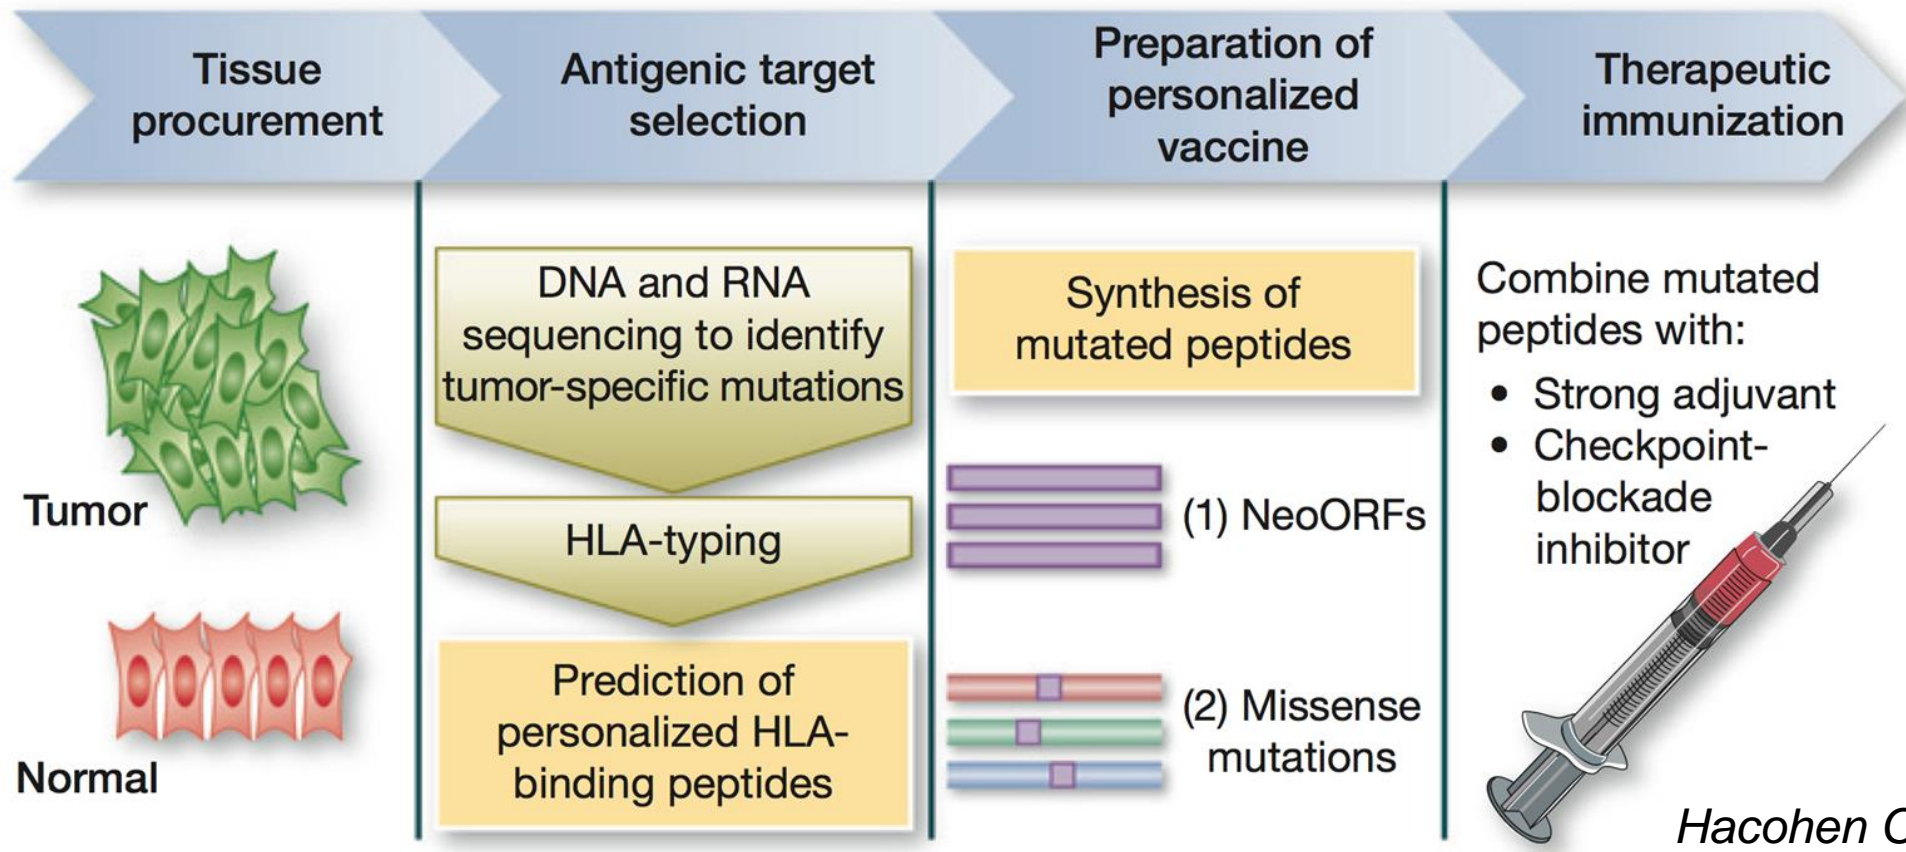 Tissue
procurement
Antigenic target
selection
Preparation of
personalized
vaccine
Therapeutic
immunization
Tumor
Normal
DNA and RNA
sequencing to identify
tumor-specific mutations
HLA-typing
Prediction of
personalized HLA-
binding peptides
Synthesis of
mutated peptides
(1) NeoORFs
(2) Missense
mutations
Combine mutated
peptides with:
• Strong adjuvant
• Checkpoint-
blockade
inhibitor
Hacohen